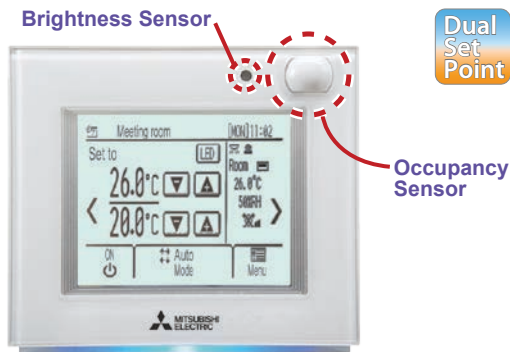 Brightness Sensor
Dual
Set
Point
Meeting room [MON]11:02
Set to LED
Room
26.0°C 26.0°C
50%RH
20.0°C
ON Auto Menu
Mode
MITSUBISHI
ELECTRIC
Occupancy
Sensor